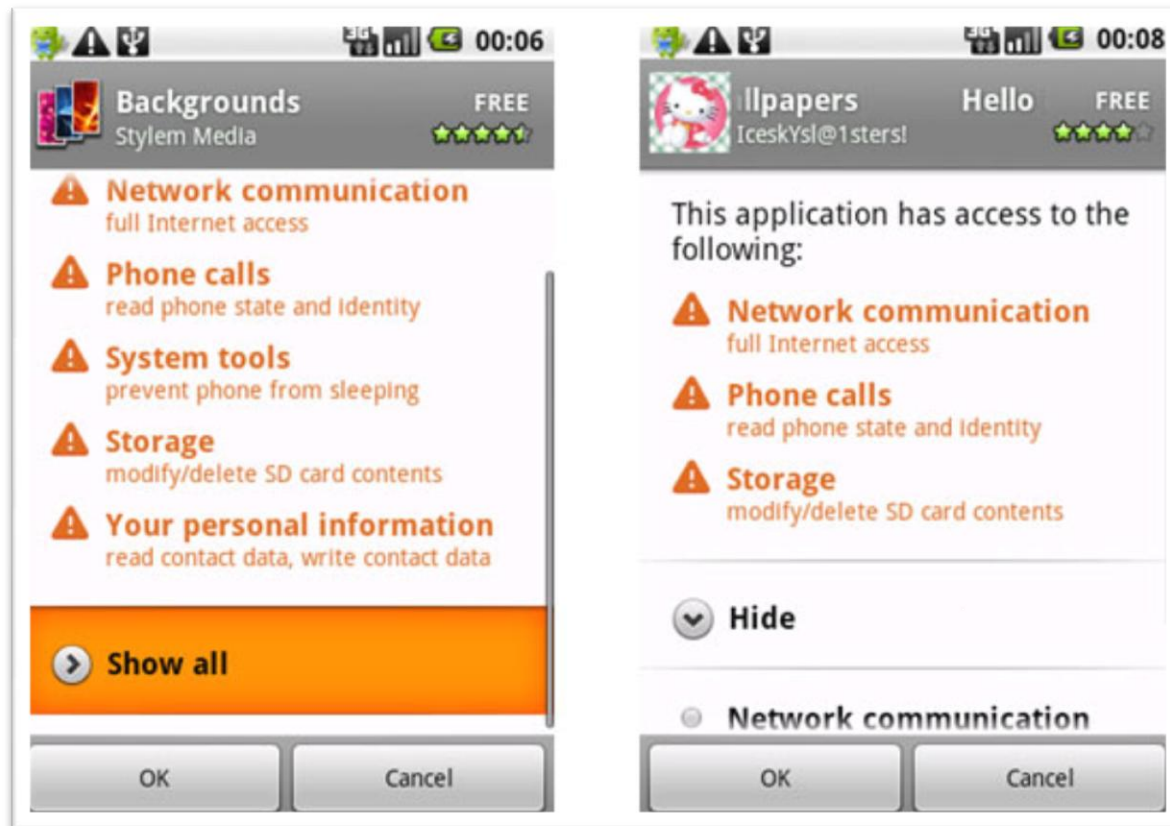 3G 00:06
Backgrounds FREE
Stylem Media
Network communication
full Internet access
Phone calls
read phone state and identity
System tools
prevent phone from sleeping
Storage
modify/delete SD card contents
Your personal information
read contact data, write contact data
Show all
OK Cancel
3G 00:08
llpapers Hello FREE
IceskYsl@1sters!
This application has access to the
following:
Network communication
full Internet access
Phone calls
read phone state and identity
Storage
modify/delete SD card contents
Hide
Network communication
OK Cancel